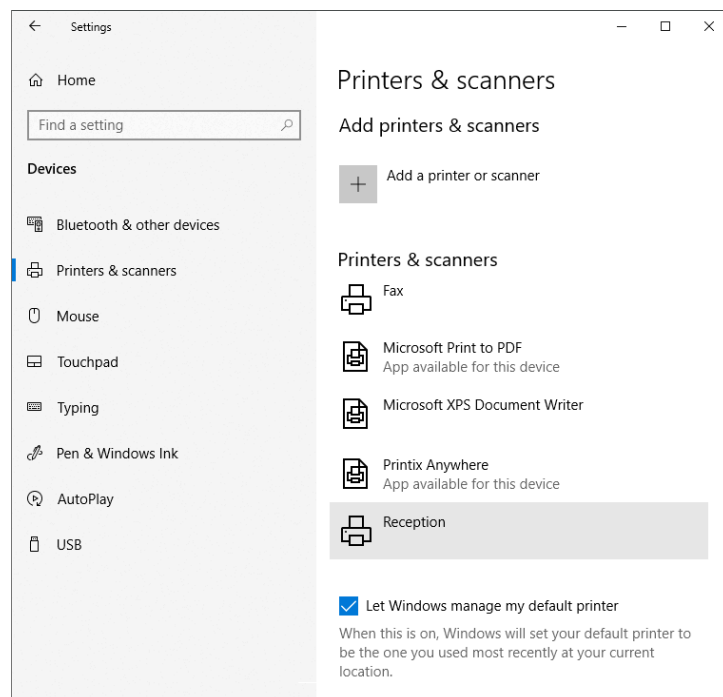 Settings
Home
Find a setting
Devices
Bluetooth & other devices
Printers & scanners
Mouse
Touchpad
Typing
Pen & Windows Ink
AutoPlay
USB
Printers & scanners
Add printers & scanners
Add a printer or scanner
Printers & scanners
Fax
Microsoft Print to PDF
App available for this device
Microsoft XPS Document Writer
Printix Anywhere
App available for this device
Reception
Let Windows manage my default printer
When this is on, Windows will set your default printer to
be the one you used most recently at your current
location.